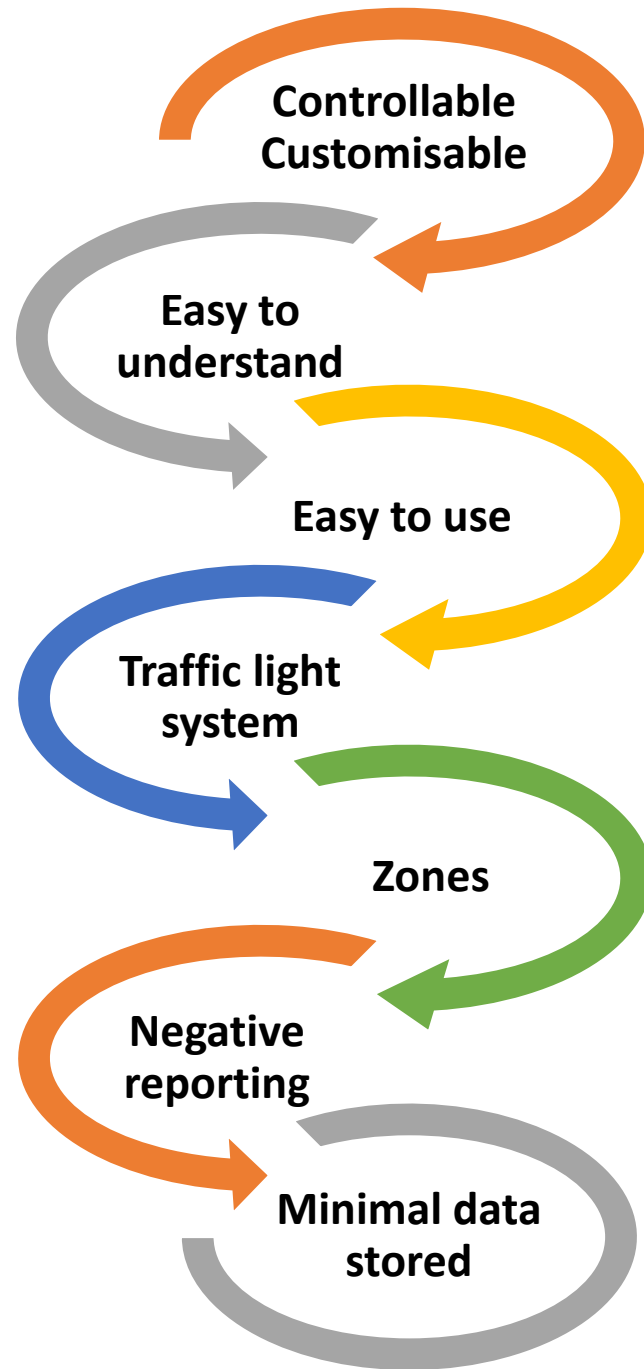 Controllable
Customisable
Easy to
understand
Easy to use
Traffic light
system
Zones
Negative
reporting
Minimal data
stored